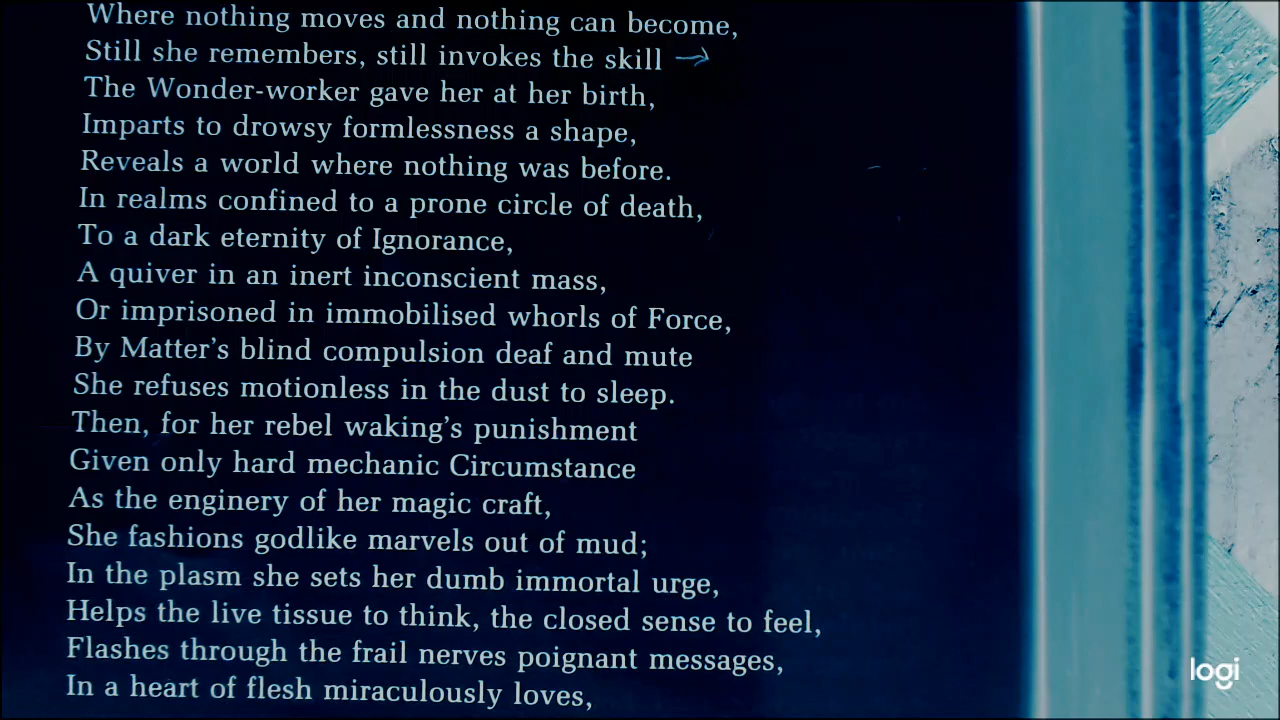 Where nothing moves and nothing can become,
Still she remembers, still invokes the skill →
The Wonder-worker gave her at her birth,
Imparts to drowsy formlessness a shape,
Reveals a world where nothing was before.
In realms confined to a prone circle of death,
To a dark eternity of Ignorance,
A quiver in an inert inconscient mass,
Or imprisoned in immobilised whorls of Force,
By Matter's blind compulsion deaf and mute
She refuses motionless in the dust to sleep.
Then, for her rebel waking's punishment
Given only hard mechanic Circumstance
As the enginery of her magic craft,
She fashions godlike marvels out of mud;
In the plasm she sets her dumb immortal urge,
Helps the live tissue to think, the closed sense to feel,
Flashes through the frail nerves poignant messages,
In a heart of flesh miraculously loves,
logi